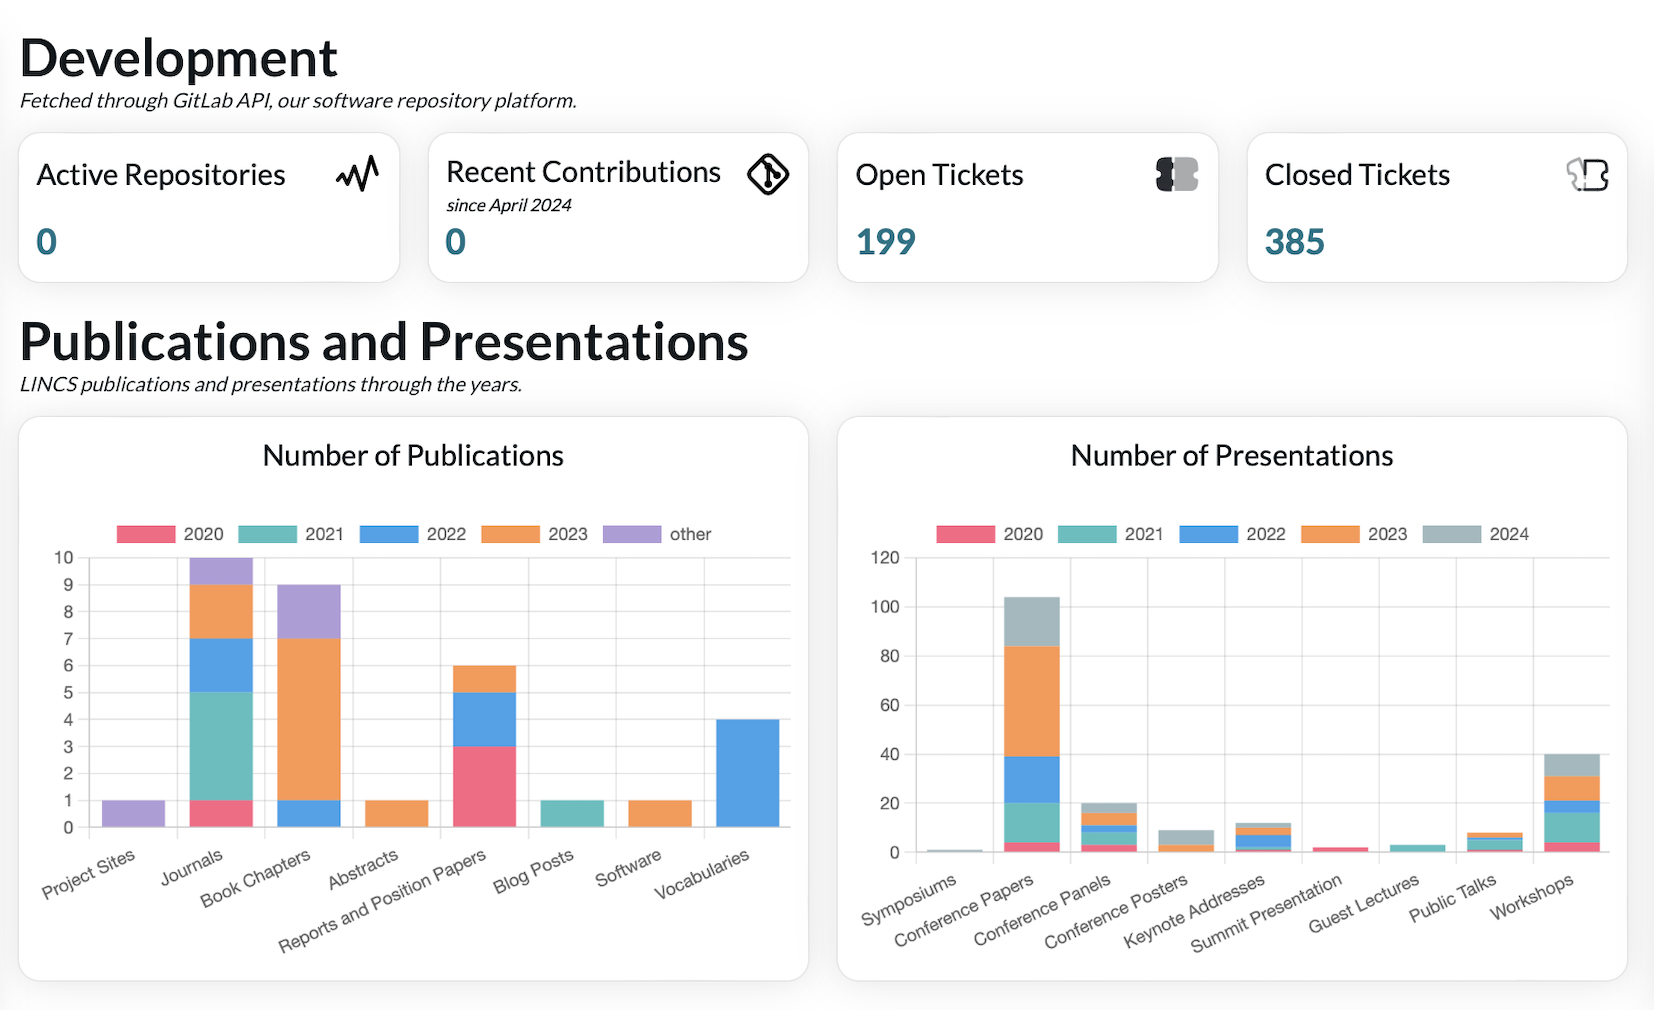 Development
Fetched through GitLab API, our software repository platform.
Active Repositories
0
Recent Contributions
since April 2024
0
Open Tickets
199
Closed Tickets
385
Publications and Presentations
LINCS publications and presentations through the years.
Number of Publications
2020 2021 2022 2023 other
10
9
8
7
6
5
4
3
2
1
0
Project Sites
Journals
Book Chapters
Abstracts
Reports and Position Papers
Blog Posts
Software
Vocabularies
Number of Presentations
2020 2021 2022 2023 2024
120
100
80
60
40
20
0
Symposiums
Conference Papers
Conference Panels
Conference Posters
Keynote Addresses
Summit Presentation
Guest Lectures
Public Talks
Workshops